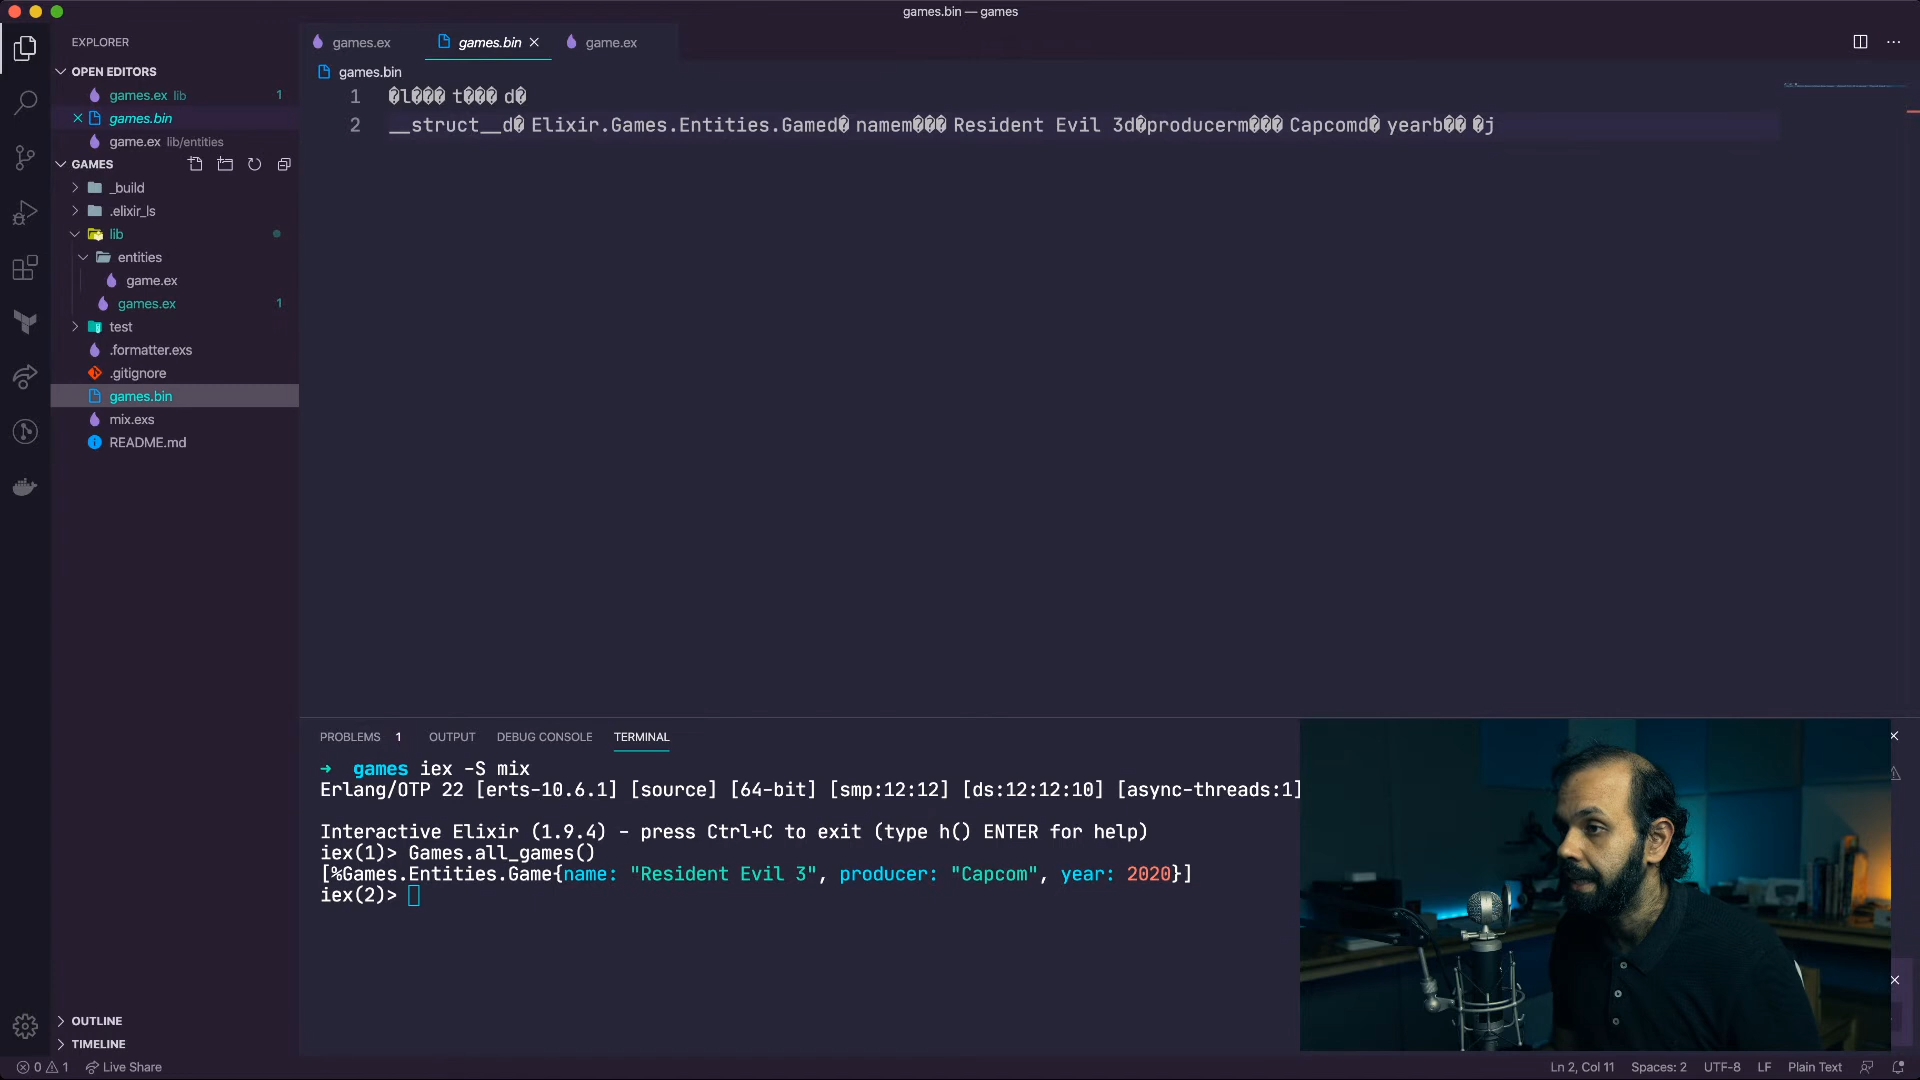 games.bin — games
EXPLORER
OPEN EDITORS
games.ex lib 1
games.bin
game.ex lib/entities
GAMES
_build
.elixir_ls
lib
entities
game.ex
games.ex 1
test
.formatter.exs
.gitignore
games.bin
mix.exs
README.md
OUTLINE
TIMELINE
games.ex games.bin game.ex
games.bin
1 �l��� t��� d�
2 __struct__d� Elixir.Games.Entities.Gamed� namem��� Resident Evil 3d�producerm��� Capcomd� yearb�� �j
PROBLEMS 1 OUTPUT DEBUG CONSOLE TERMINAL
→ games iex -S mix
Erlang/OTP 22 [erts-10.6.1] [source] [64-bit] [smp:12:12] [ds:12:12:10] [async-threads:1]
Interactive Elixir (1.9.4) - press Ctrl+C to exit (type h() ENTER for help)
iex(1)> Games.all_games()
[%Games.Entities.Game{name: "Resident Evil 3", producer: "Capcom", year: 2020}]
iex(2)>
0 1 Live Share Ln 2, Col 11 Spaces: 2 UTF-8 LF Plain Text